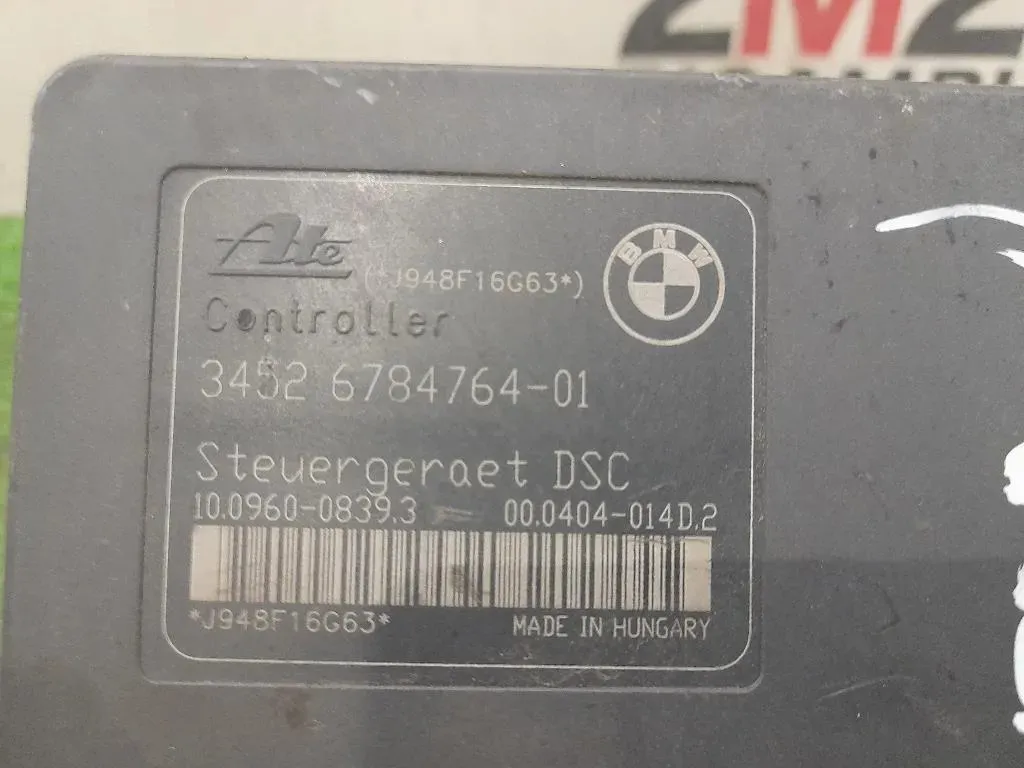 2M2
Ate
(*J948F16G63*)
BMW
Controller
3452 6784764-01
Steuergeraet DSC
10.0960-0839.3 00.0404-014D.2
*J948F16G63*
MADE IN HUNGARY